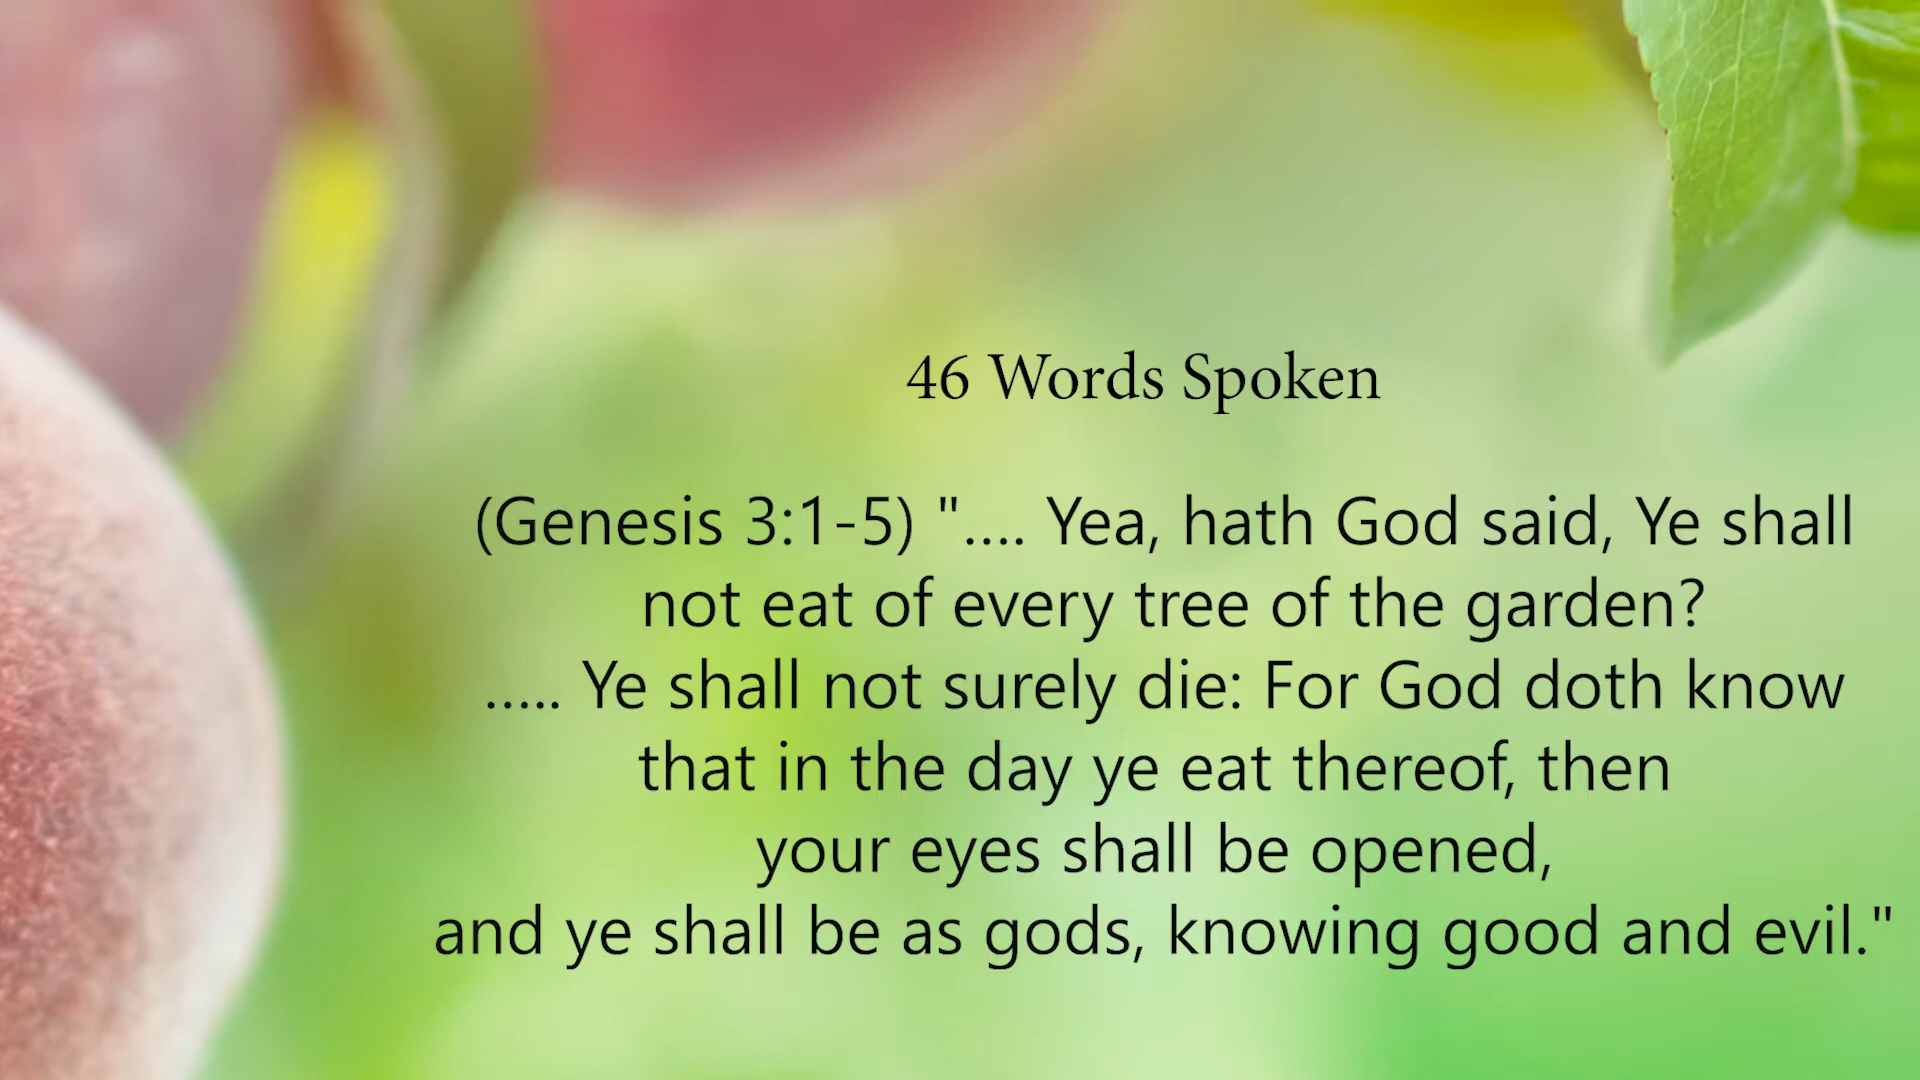 46 Words Spoken
(Genesis 3:1-5) ".... Yea, hath God said, Ye shall
not eat of every tree of the garden?
..... Ye shall not surely die: For God doth know
that in the day ye eat thereof, then
your eyes shall be opened,
and ye shall be as gods, knowing good and evil."